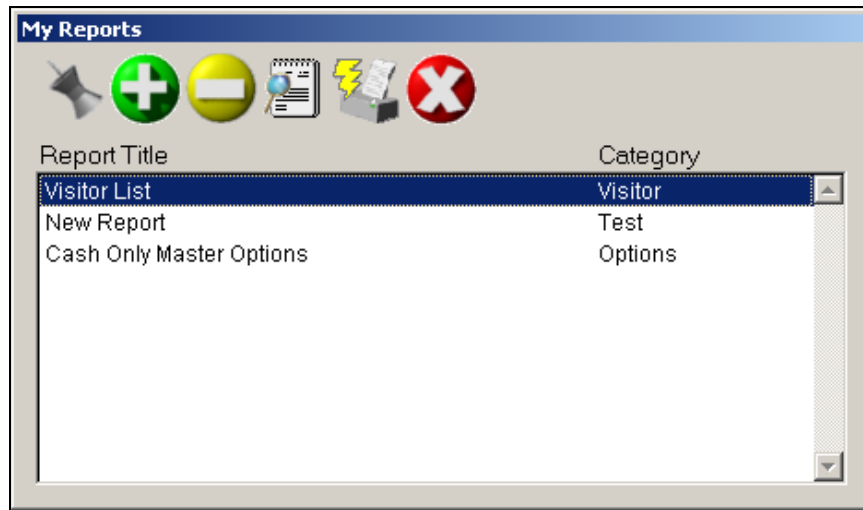 My Reports
Report Title Category
Visitor List Visitor
New Report Test
Cash Only Master Options Options